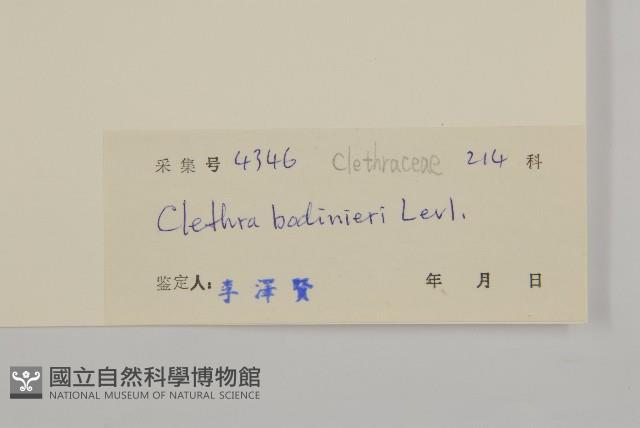 采集号 4346 Clethraceae 214 科
Clethra bodinieri Levl.
鉴定人: 李澤賢 年 月 日
國立自然科學博物館
NATIONAL MUSEUM OF NATURAL SCIENCE